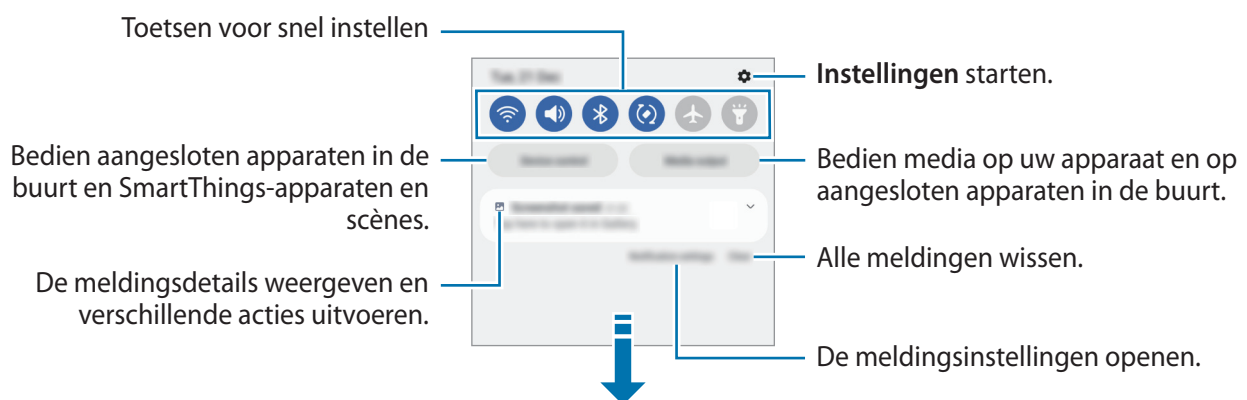 Toetsen voor snel instellen
Instellingen starten.
Bedien aangesloten apparaten in de
buurt en SmartThings-apparaten en
scènes.
Bedien media op uw apparaat en op
aangesloten apparaten in de buurt.
De meldingsdetails weergeven en
verschillende acties uitvoeren.
Alle meldingen wissen.
De meldingsinstellingen openen.